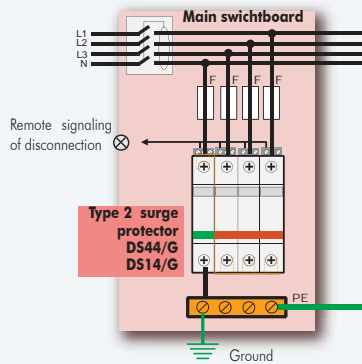 Main swichtboard
L1
L2
L3
N
F F F F
Remote signaling
of disconnection
Type 2 surge
protector
DS44/G
DS14/G
PE
Ground